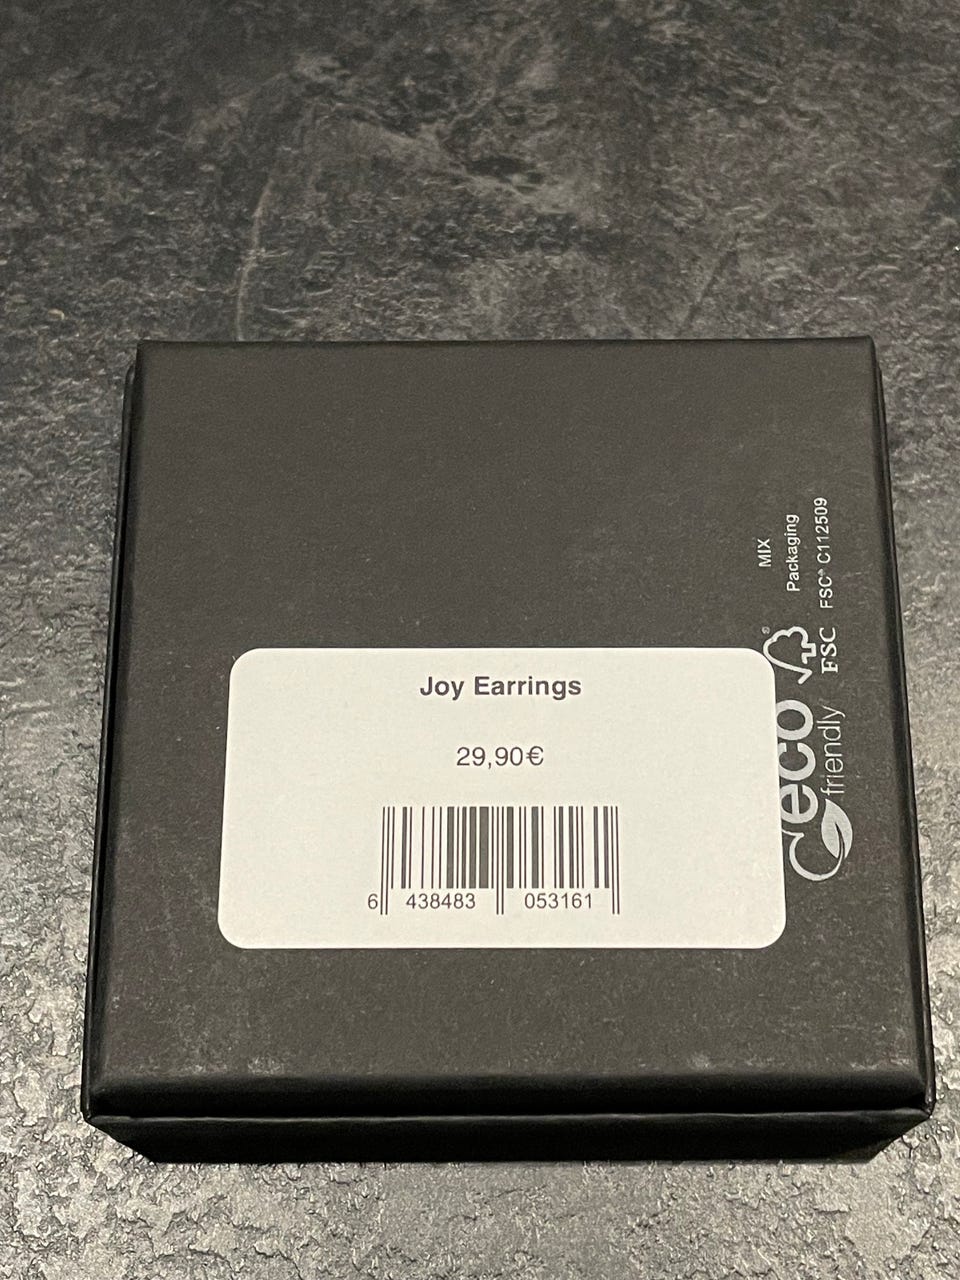 Joy Earrings
29,90€
6 438483 053161
eco
friendly
®
FSC
MIX
Packaging
FSC® C112509